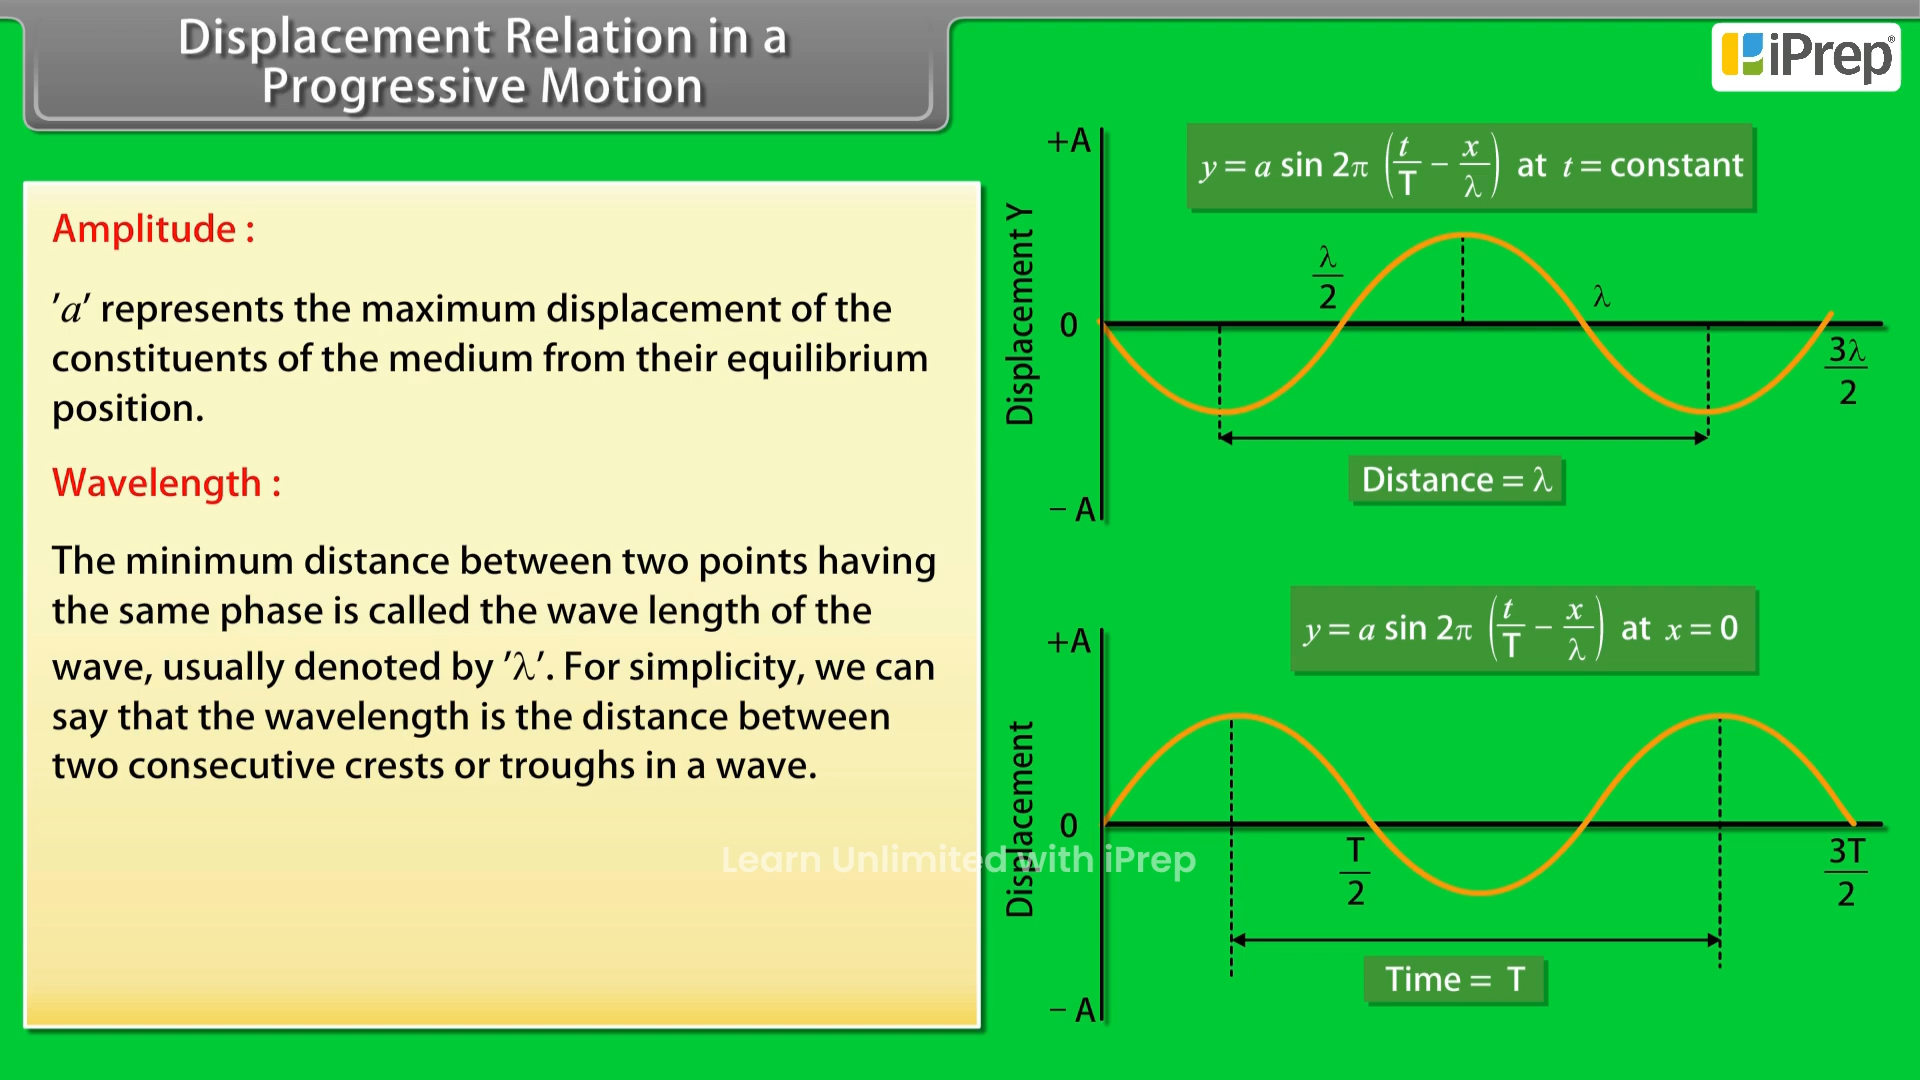 Displacement Relation in a
Progressive Motion
iPrep®
Amplitude :
'a' represents the maximum displacement of the
constituents of the medium from their equilibrium
position.
Wavelength :
The minimum distance between two points having
the same phase is called the wave length of the
wave, usually denoted by 'λ'. For simplicity, we can
say that the wavelength is the distance between
two consecutive crests or troughs in a wave.
+A
y = a sin 2π (t/T − x/λ) at t = constant
Displacement Y
λ/2
λ
0
3λ/2
Distance = λ
− A
y = a sin 2π (t/T − x/λ) at x = 0
+A
Displacement
0
T/2
3T/2
Learn Unlimited with iPrep
Time = T
− A